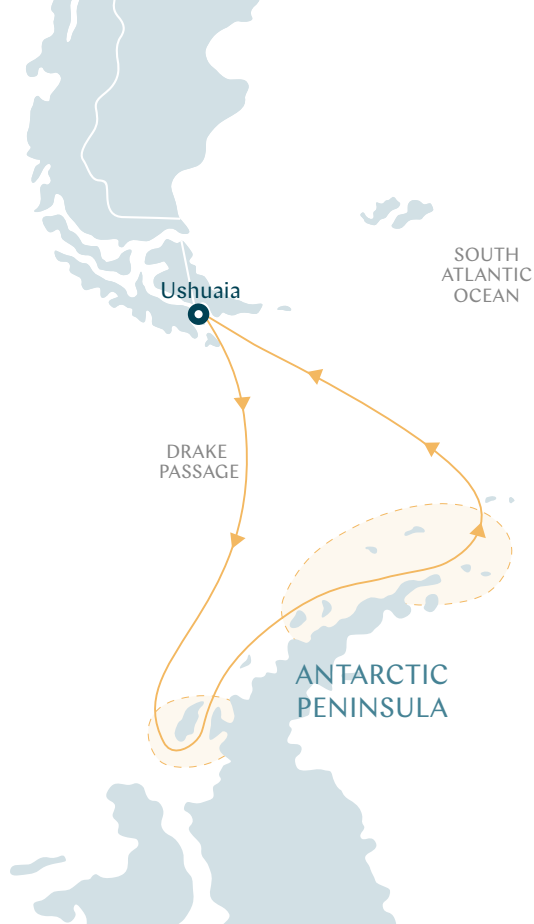 SOUTH
ATLANTIC
OCEAN
Ushuaia
DRAKE
PASSAGE
ANTARCTIC
PENINSULA